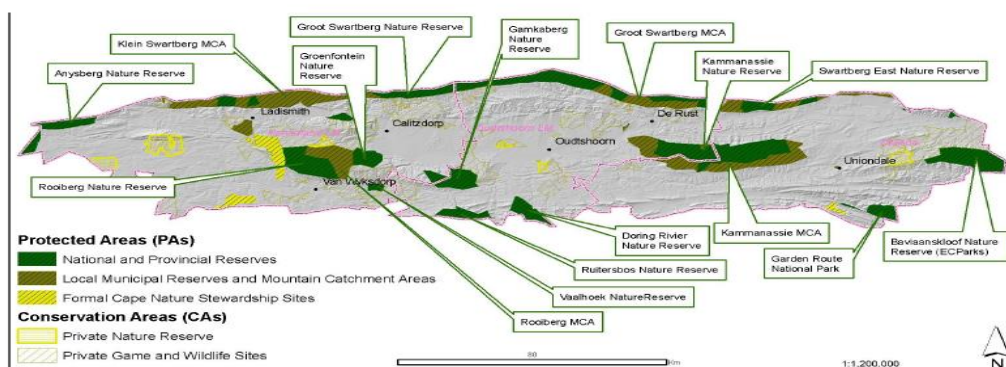 Groot Swartberg Nature Reserve
Gamkaberg
Nature
Reserve
Groot Swartberg MCA
Klein Swartberg MCA
Groenfontein
Nature
Reserve
Kammanassie
Nature Reserve
Anysberg Nature Reserve
Swartberg East Nature Reserve
Ladismith
Calitzdorp
De Rust
Oudtshoorn
Uniondale
Rooiberg Nature Reserve
Van Wyksdorp
Doring Rivier
Nature Reserve
Kammanassie MCA
Baviaanskloof Nature
Reserve (ECParks)
Garden Route
National Park
Ruitersbos Nature Reserve
Vaalhoek NatureReserve
Rooiberg MCA
Protected Areas (PAs)
National and Provincial Reserves
Local Municipal Reserves and Mountain Catchment Areas
Formal Cape Nature Stewardship Sites
Conservation Areas (CAs)
Private Nature Reserve
Private Game and Wildlife Sites
80
Km
1:1,200,000
N